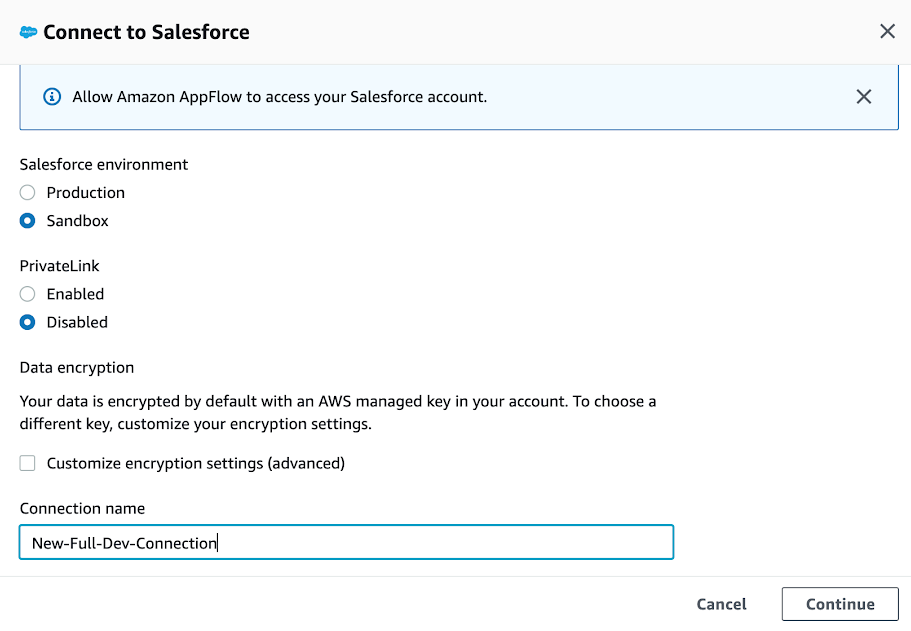 Connect to Salesforce
Allow Amazon AppFlow to access your Salesforce account.
Salesforce environment
Production
Sandbox
PrivateLink
Enabled
Disabled
Data encryption
Your data is encrypted by default with an AWS managed key in your account. To choose a
different key, customize your encryption settings.
Customize encryption settings (advanced)
Connection name
New-Full-Dev-Connection
Cancel
Continue